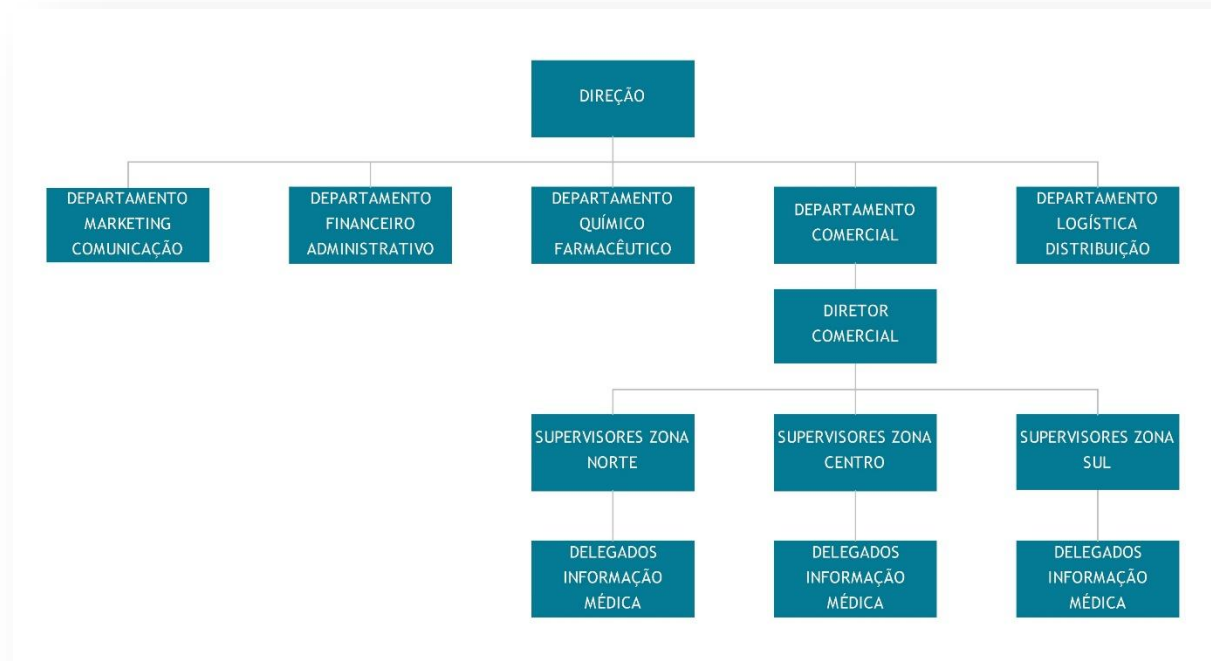 DIREÇÃO
DEPARTAMENTO
MARKETING
COMUNICAÇÃO
DEPARTAMENTO
FINANCEIRO
ADMINISTRATIVO
DEPARTAMENTO
QUÍMICO
FARMACÊUTICO
DEPARTAMENTO
COMERCIAL
DEPARTAMENTO
LOGÍSTICA
DISTRIBUIÇÃO
DIRETOR
COMERCIAL
SUPERVISORES ZONA
NORTE
SUPERVISORES ZONA
CENTRO
SUPERVISORES ZONA
SUL
DELEGADOS
INFORMAÇÃO
MÉDICA
DELEGADOS
INFORMAÇÃO
MÉDICA
DELEGADOS
INFORMAÇÃO
MÉDICA